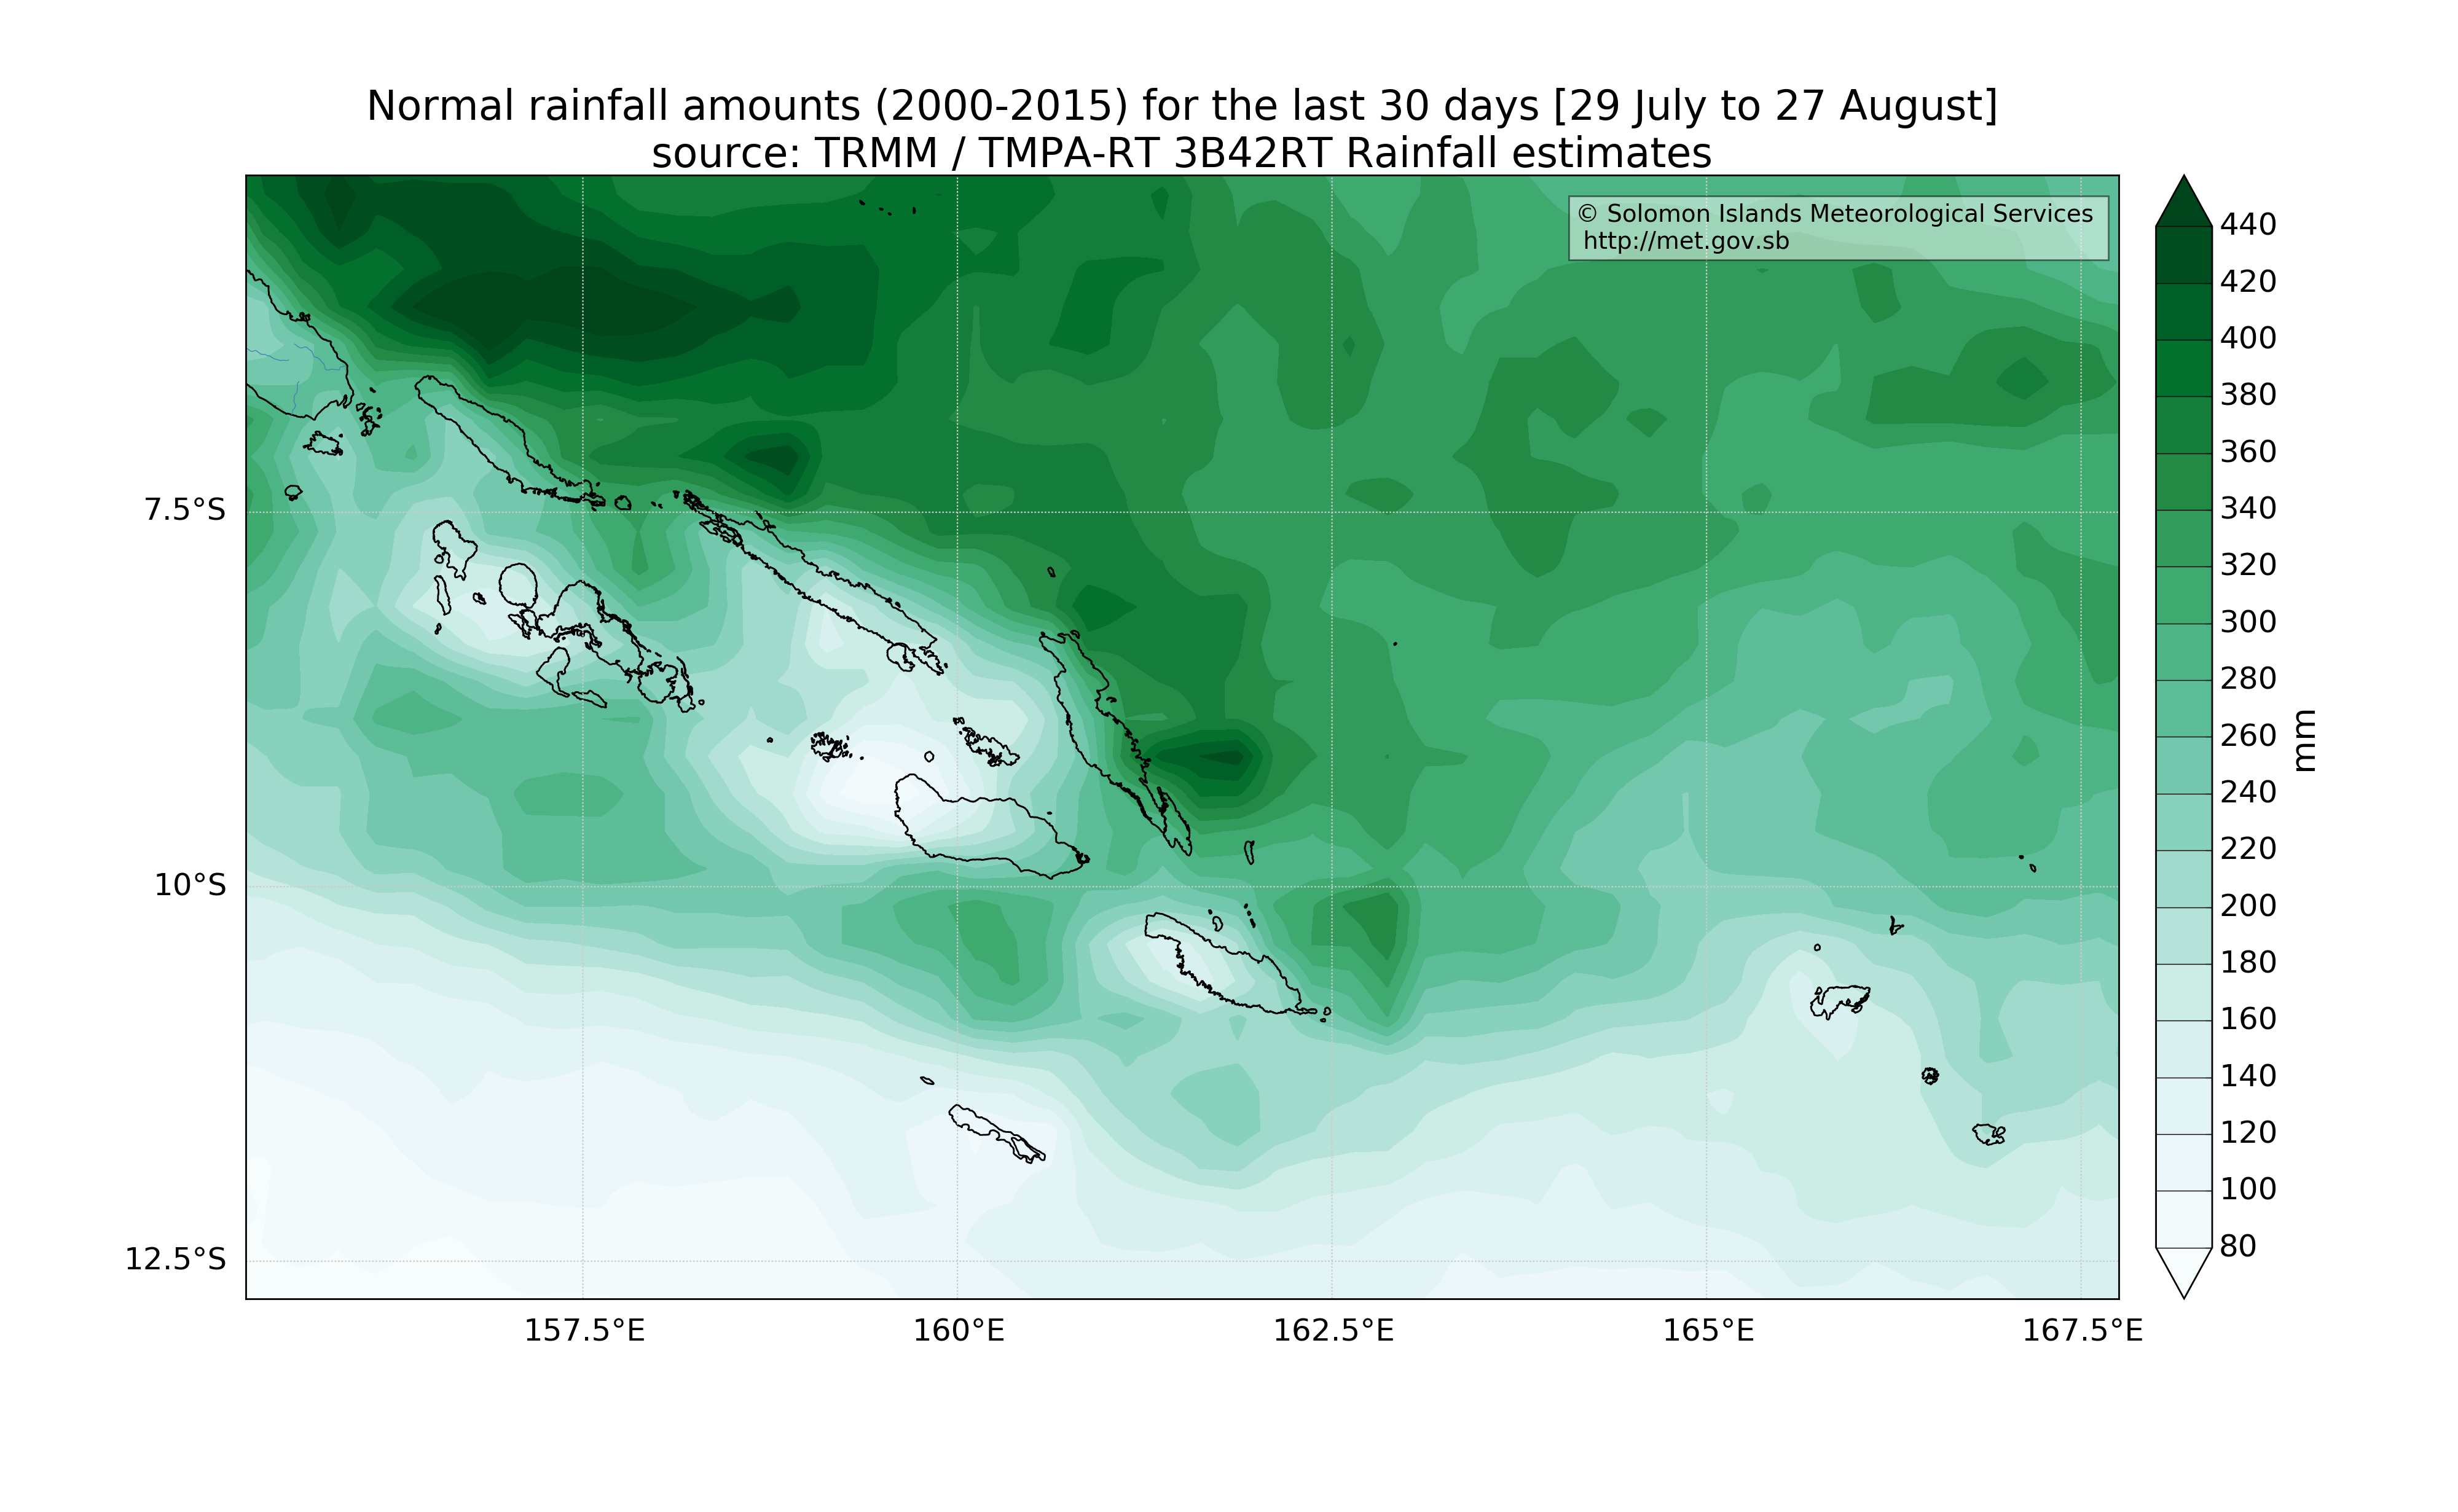 Normal rainfall amounts (2000-2015) for the last 30 days [29 July to 27 August]
source: TRMM / TMPA-RT 3B42RT Rainfall estimates
© Solomon Islands Meteorological Services
http://met.gov.sb
7.5°S
10°S
12.5°S
157.5°E
160°E
162.5°E
165°E
167.5°E
440
420
400
380
360
340
320
300
280
260
240
220
200
180
160
140
120
100
80
mm